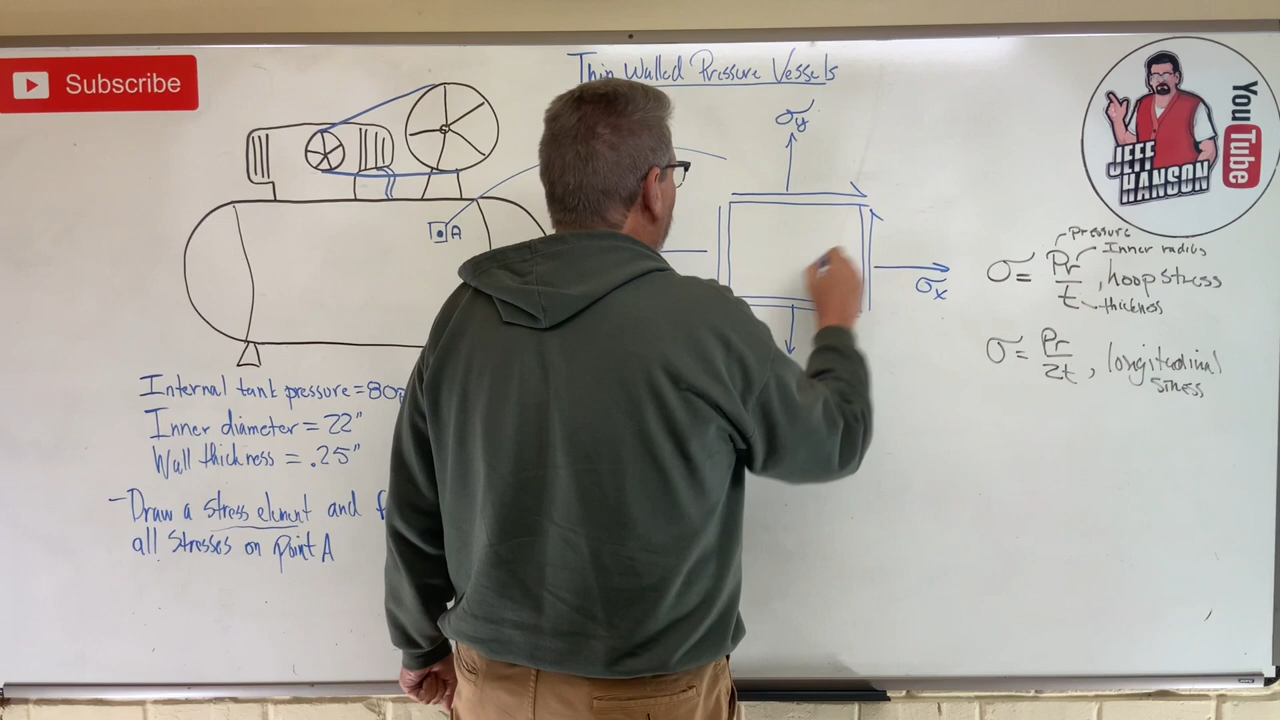 Subscribe
Thin Walled Pressure Vessels
σy
A
σx
Internal tank pressure = 80
Inner diameter = 22"
Wall thickness = .25"
- Draw a stress element and
all stresses on point A
σ = Pr/t, hoop stress
Pressure
Inner radius
thickness
σ = Pr/2t, longitudinal
stress
JEFF
HANSON
YouTube